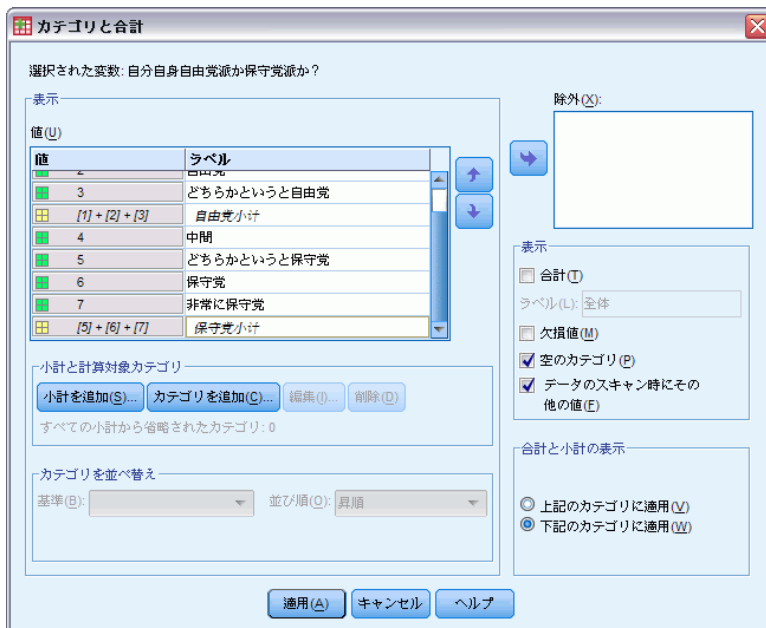 カテゴリと合計
選択された変数: 自分自身自由党派か保守党派か?
表示
値(U)
値 ラベル
2 自由党
3 どちらかというと自由党
[1] + [2] + [3] 自由党小計
4 中間
5 どちらかというと保守党
6 保守党
7 非常に保守党
[5] + [6] + [7] 保守党小計
小計と計算対象カテゴリ
小計を追加(S)... カテゴリを追加(C)... 編集(I)... 削除(D)
すべての小計から省略されたカテゴリ: 0
カテゴリを並べ替え
基準(B): 並び順(O): 昇順
除外(X):
表示
合計(T)
ラベル(L): 全体
欠損値(M)
空のカテゴリ(P)
データのスキャン時にその
他の値(F)
合計と小計の表示
上記のカテゴリに適用(V)
下記のカテゴリに適用(W)
適用(A) キャンセル ヘルプ